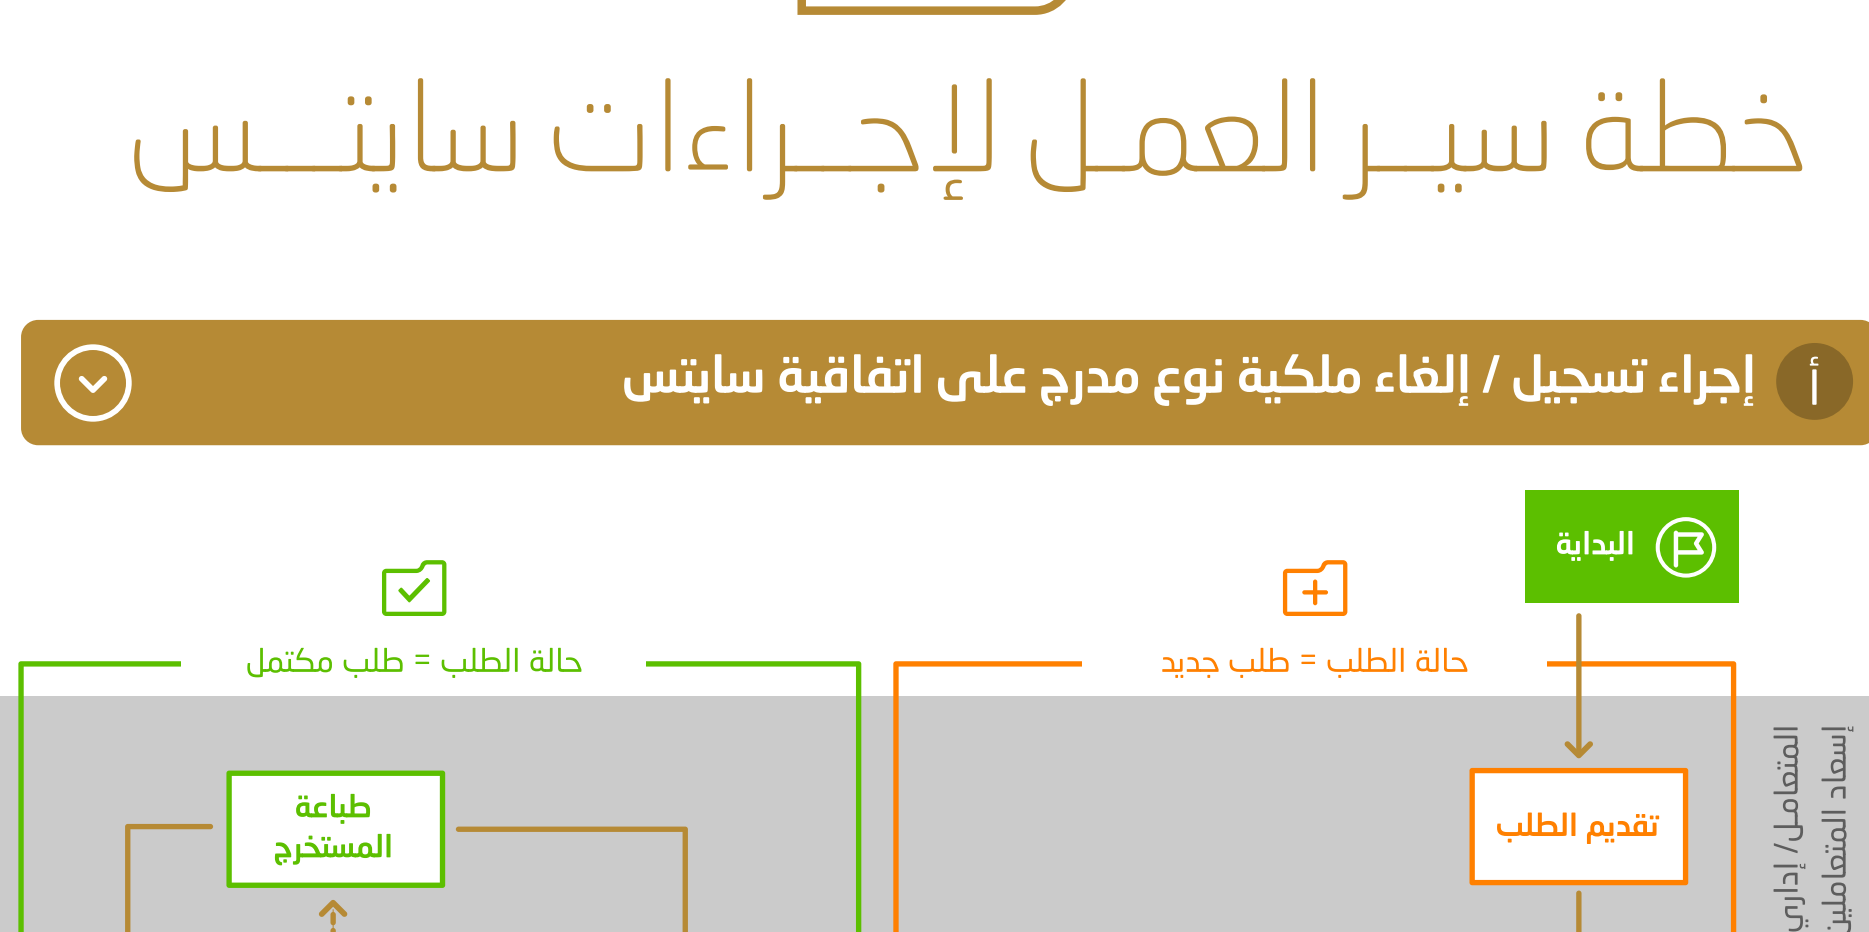 خطة سير العمل لإجراءات سايتس
أ
إجراء تسجيل / إلغاء ملكية نوع مدرج على اتفاقية سايتس
البداية
حالة الطلب = طلب جديد
حالة الطلب = طلب مكتمل
المتعامل/ إداري
إسعاد المتعاملين
تقديم الطلب
طباعة
المستخرج